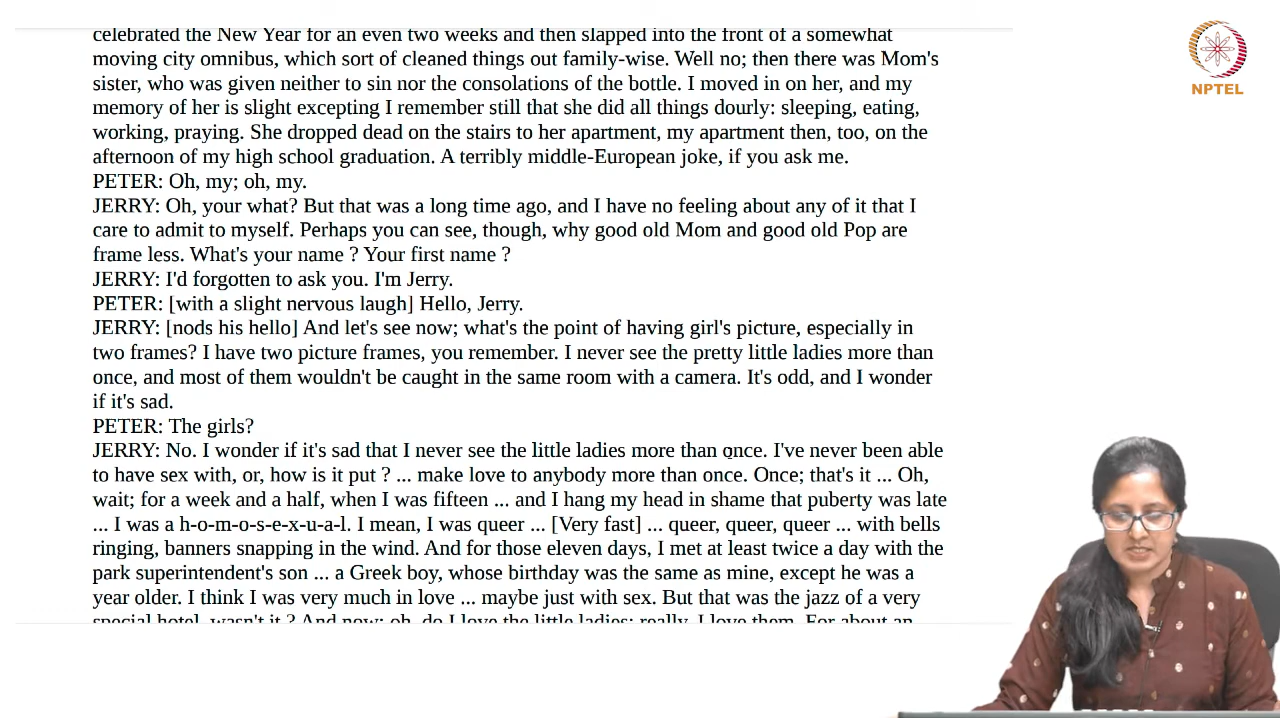 celebrated the New Year for an even two weeks and then slapped into the front of a somewhat
moving city omnibus, which sort of cleaned things out family-wise. Well no; then there was Mom's
sister, who was given neither to sin nor the consolations of the bottle. I moved in on her, and my
memory of her is slight excepting I remember still that she did all things dourly: sleeping, eating,
working, praying. She dropped dead on the stairs to her apartment, my apartment then, too, on the
afternoon of my high school graduation. A terribly middle-European joke, if you ask me.
PETER: Oh, my; oh, my.
JERRY: Oh, your what? But that was a long time ago, and I have no feeling about any of it that I
care to admit to myself. Perhaps you can see, though, why good old Mom and good old Pop are
frame less. What's your name ? Your first name ?
JERRY: I'd forgotten to ask you. I'm Jerry.
PETER: [with a slight nervous laugh] Hello, Jerry.
JERRY: [nods his hello] And let's see now; what's the point of having girl's picture, especially in
two frames? I have two picture frames, you remember. I never see the pretty little ladies more than
once, and most of them wouldn't be caught in the same room with a camera. It's odd, and I wonder
if it's sad.
PETER: The girls?
JERRY: No. I wonder if it's sad that I never see the little ladies more than once. I've never been able
to have sex with, or, how is it put ? ... make love to anybody more than once. Once; that's it ... Oh,
wait; for a week and a half, when I was fifteen ... and I hang my head in shame that puberty was late
... I was a h-o-m-o-s-e-x-u-a-l. I mean, I was queer ... [Very fast] ... queer, queer, queer ... with bells
ringing, banners snapping in the wind. And for those eleven days, I met at least twice a day with the
park superintendent's son ... a Greek boy, whose birthday was the same as mine, except he was a
year older. I think I was very much in love ... maybe just with sex. But that was the jazz of a very
special hotel, wasn't it ? And now; oh, do I love the little ladies; really, I love them. For about an
NPTEL